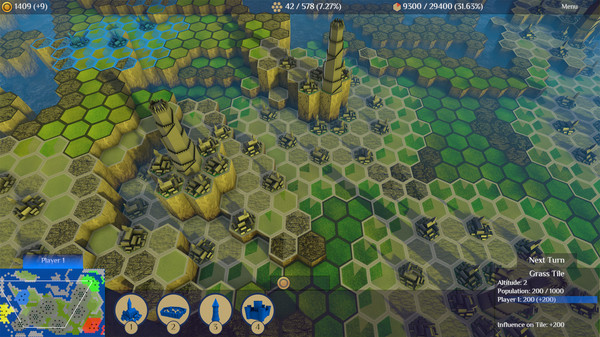 1409 (+9)
42 / 578 (7.27%)
9300 / 29400 (31.63%)
Menu
Player 1
1
2
3
4
Next Turn
Grass Tile
Altitude: 2
Population: 200 / 1000
Player 1: 200 (+200)
Influence on Tile: +200